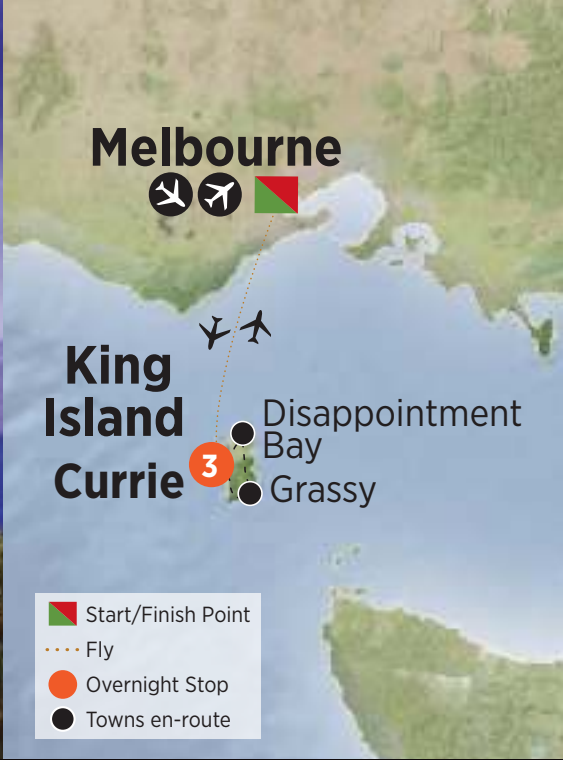 Melbourne
King
Island
Currie
3
Disappointment
Bay
Grassy
Start/Finish Point
Fly
Overnight Stop
Towns en-route